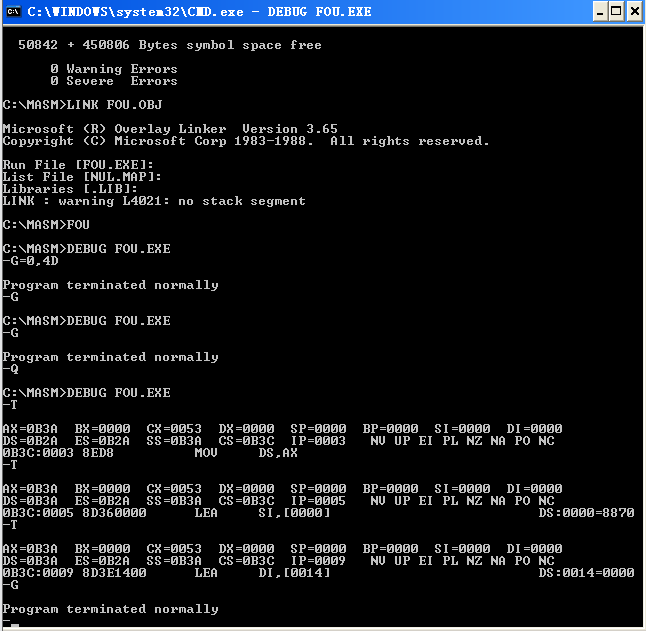 C:\WINDOWS\system32\CMD.exe - DEBUG FOU.EXE
50842 + 450806 Bytes symbol space free
0 Warning Errors
0 Severe  Errors
C:\MASM>LINK FOU.OBJ
Microsoft (R) Overlay Linker  Version 3.65
Copyright (C) Microsoft Corp 1983-1988.  All rights reserved.
Run File [FOU.EXE]:
List File [NUL.MAP]:
Libraries [.LIB]:
LINK : warning L4021: no stack segment
C:\MASM>FOU
C:\MASM>DEBUG FOU.EXE
-G=0,4D
Program terminated normally
-G
C:\MASM>DEBUG FOU.EXE
-G
Program terminated normally
-Q
C:\MASM>DEBUG FOU.EXE
-T
AX=0B3A  BX=0000  CX=0053  DX=0000  SP=0000  BP=0000  SI=0000  DI=0000
DS=0B2A  ES=0B2A  SS=0B3A  CS=0B3C  IP=0003   NV UP EI PL NZ NA PO NC
0B3C:0003 8ED8          MOV     DS,AX
-T
AX=0B3A  BX=0000  CX=0053  DX=0000  SP=0000  BP=0000  SI=0000  DI=0000
DS=0B3A  ES=0B2A  SS=0B3A  CS=0B3C  IP=0005   NV UP EI PL NZ NA PO NC
0B3C:0005 8D360000      LEA     SI,[0000]                          DS:0000=8870
-T
AX=0B3A  BX=0000  CX=0053  DX=0000  SP=0000  BP=0000  SI=0000  DI=0000
DS=0B3A  ES=0B2A  SS=0B3A  CS=0B3C  IP=0009   NV UP EI PL NZ NA PO NC
0B3C:0009 8D3E1400      LEA     DI,[0014]                          DS:0014=0000
-G
Program terminated normally
-